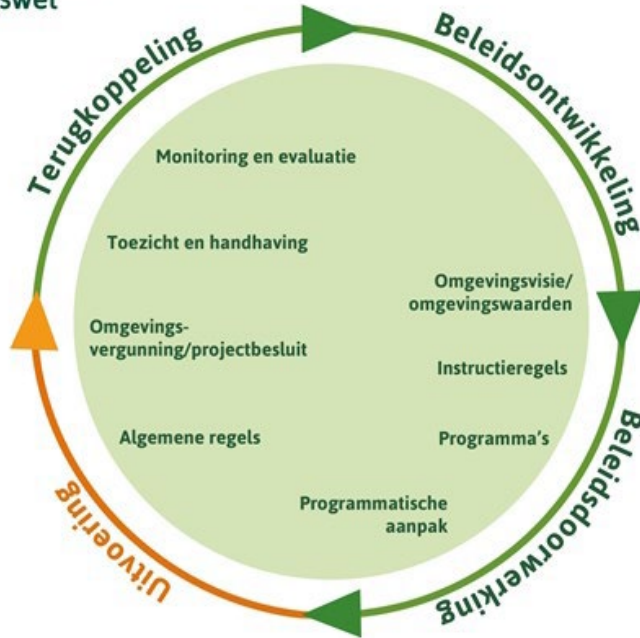 Terugkoppeling
Beleidsontwikkeling
Monitoring en evaluatie
Toezicht en handhaving
Omgevingsvisie/
omgevingswaarden
Omgevings-
vergunning/projectbesluit
Instructieregels
Algemene regels
Programma's
Programmatische
aanpak
Uitvoering
Beleidsdoorwerking